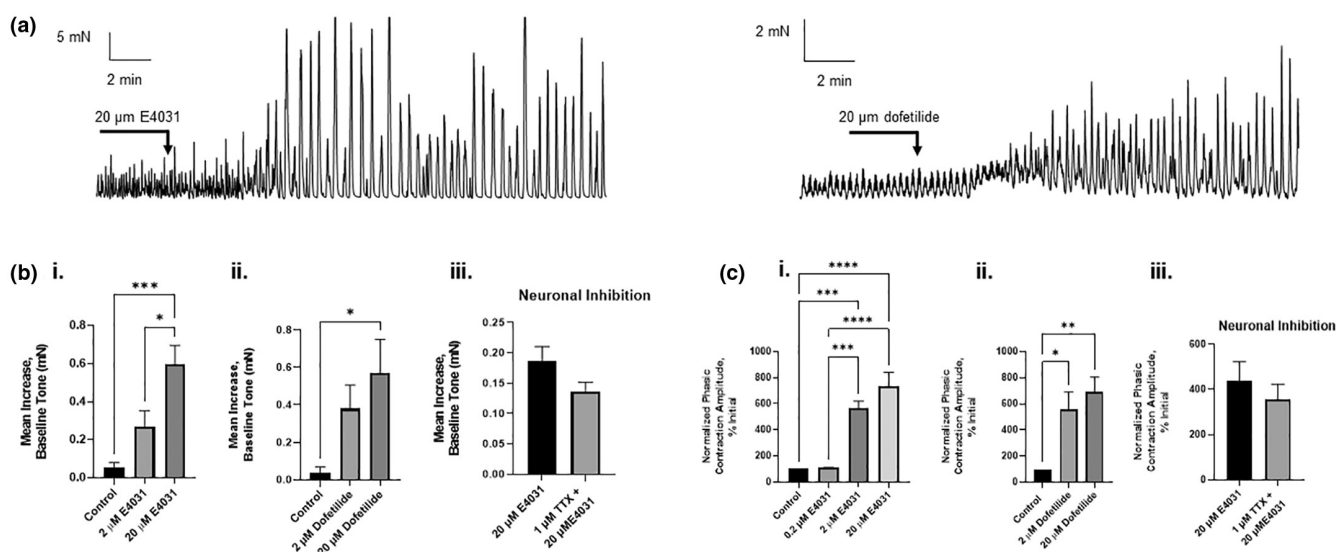 (a)
5 mN
2 min
20 µm E4031
2 mN
2 min
20 µm dofetilide
(b)
i.
***
*
Mean Increase,
Baseline Tone (mN)
0.8
0.6
0.4
0.2
0.0
Control
2 µM E4031
20 µM E4031
ii.
*
Mean Increase,
Baseline Tone (mN)
0.8
0.6
0.4
0.2
0.0
Control
2 µM Dofetilide
20 µM Dofetilide
iii.
Neuronal Inhibition
Mean Increase,
Baseline Tone (mN)
0.25
0.20
0.15
0.10
0.05
0.00
20 µM E4031
1 µM TTX +
20 µME4031
(c)
i.
****
***
****
***
Normalized Phasic
Contraction Amplitude,
% Initial
1000
800
600
400
200
0
Control
0.2 µM E4031
2 µM E4031
20 µM E4031
ii.
**
*
Normalized Phasic
Contraction Amplitude,
% Initial
1000
800
600
400
200
0
Control
2 µM Dofetilide
20 µM Dofetilide
iii.
Neuronal Inhibition
Normalized Phasic
Contraction Amplitude,
% Initial
600
400
200
0
20 µM E4031
1 µM TTX +
20 µME4031